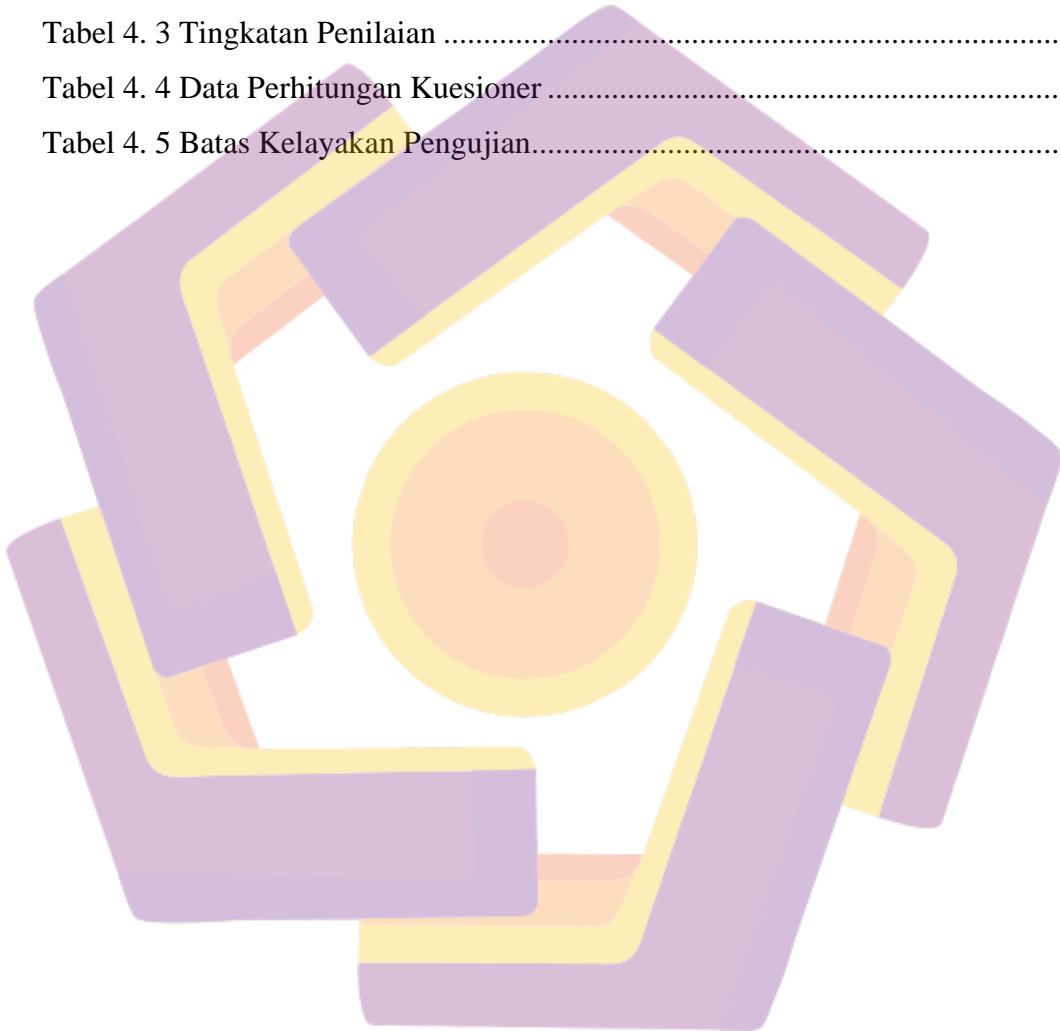 Tabel 4. 3 Tingkatan Penilaian ................................................................
Tabel 4. 4 Data Perhitungan Kuesioner .....................................................
Tabel 4. 5 Batas Kelayakan Pengujian.......................................................